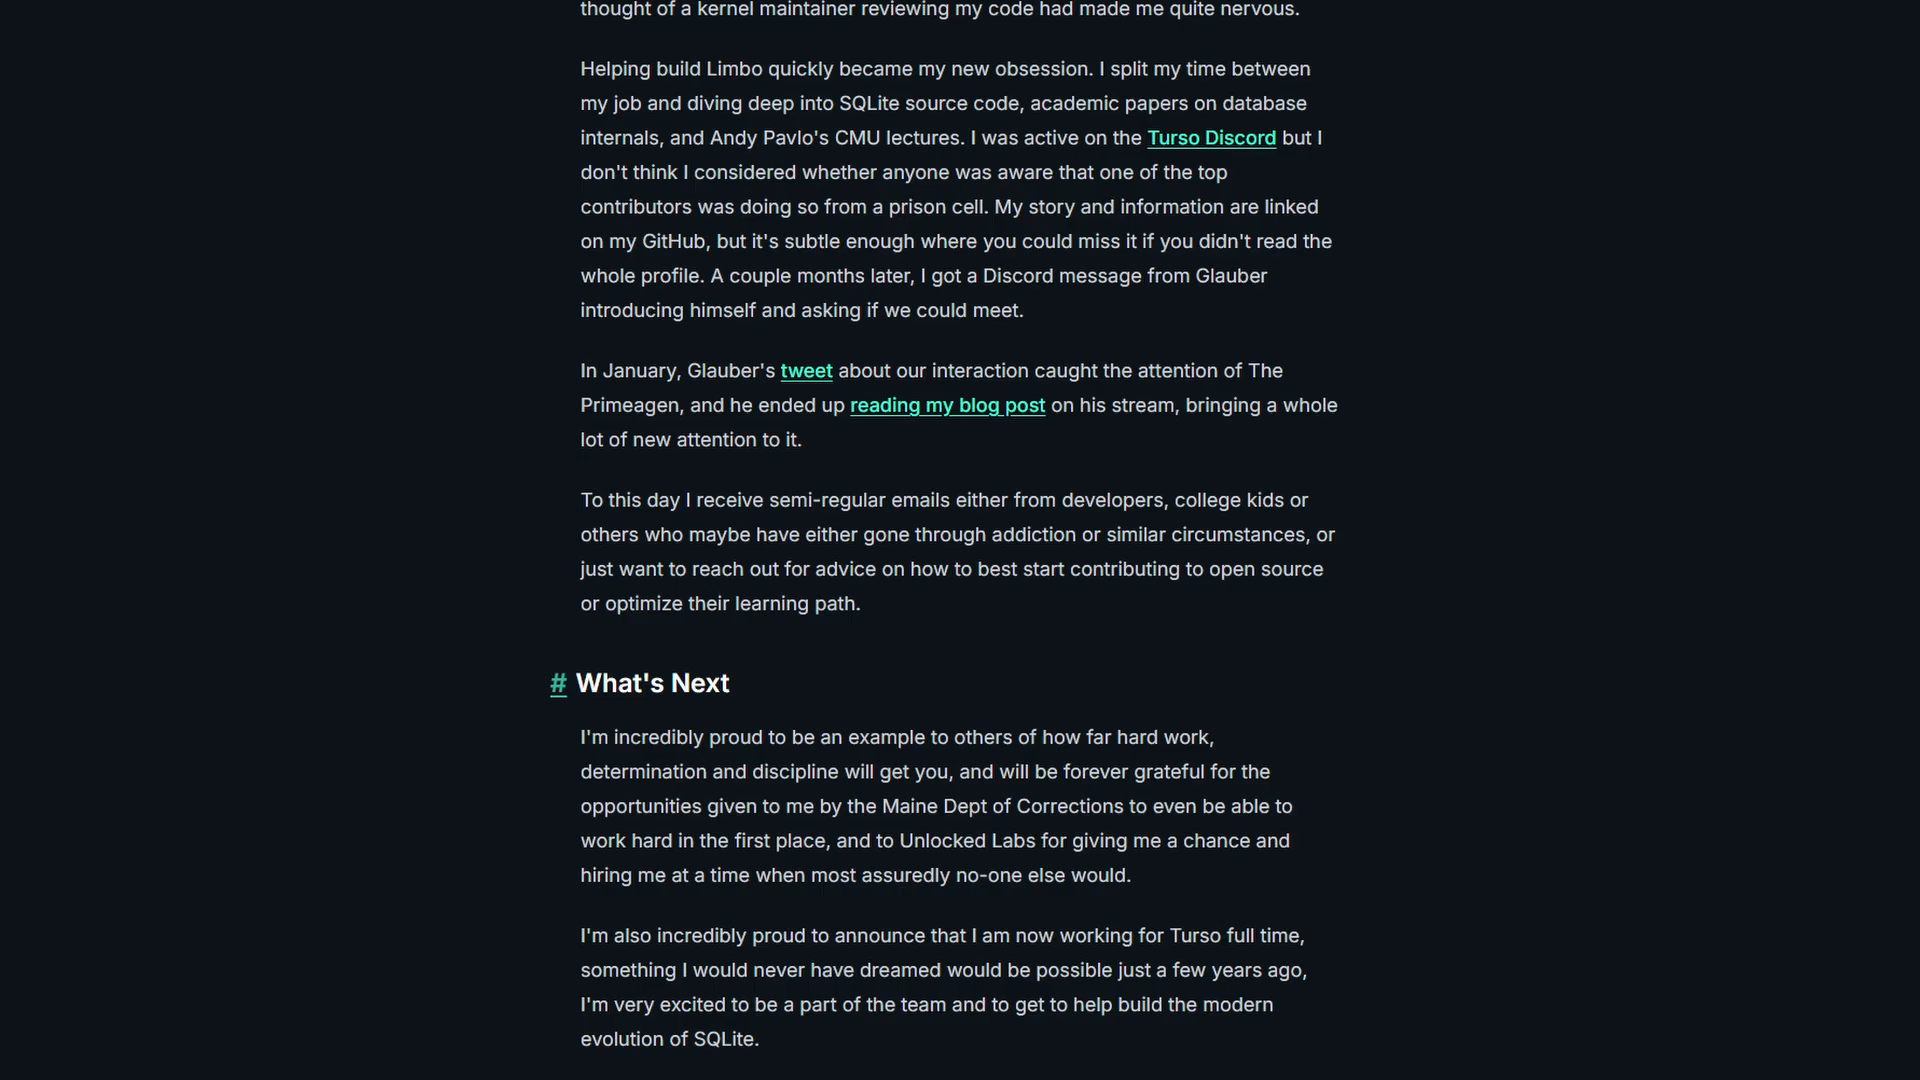 thought of a kernel maintainer reviewing my code had made me quite nervous.
Helping build Limbo quickly became my new obsession. I split my time between
my job and diving deep into SQLite source code, academic papers on database
internals, and Andy Pavlo's CMU lectures. I was active on the Turso Discord but I
don't think I considered whether anyone was aware that one of the top
contributors was doing so from a prison cell. My story and information are linked
on my GitHub, but it's subtle enough where you could miss it if you didn't read the
whole profile. A couple months later, I got a Discord message from Glauber
introducing himself and asking if we could meet.
In January, Glauber's tweet about our interaction caught the attention of The
Primeagen, and he ended up reading my blog post on his stream, bringing a whole
lot of new attention to it.
To this day I receive semi-regular emails either from developers, college kids or
others who maybe have either gone through addiction or similar circumstances, or
just want to reach out for advice on how to best start contributing to open source
or optimize their learning path.
# What's Next
I'm incredibly proud to be an example to others of how far hard work,
determination and discipline will get you, and will be forever grateful for the
opportunities given to me by the Maine Dept of Corrections to even be able to
work hard in the first place, and to Unlocked Labs for giving me a chance and
hiring me at a time when most assuredly no-one else would.
I'm also incredibly proud to announce that I am now working for Turso full time,
something I would never have dreamed would be possible just a few years ago,
I'm very excited to be a part of the team and to get to help build the modern
evolution of SQLite.